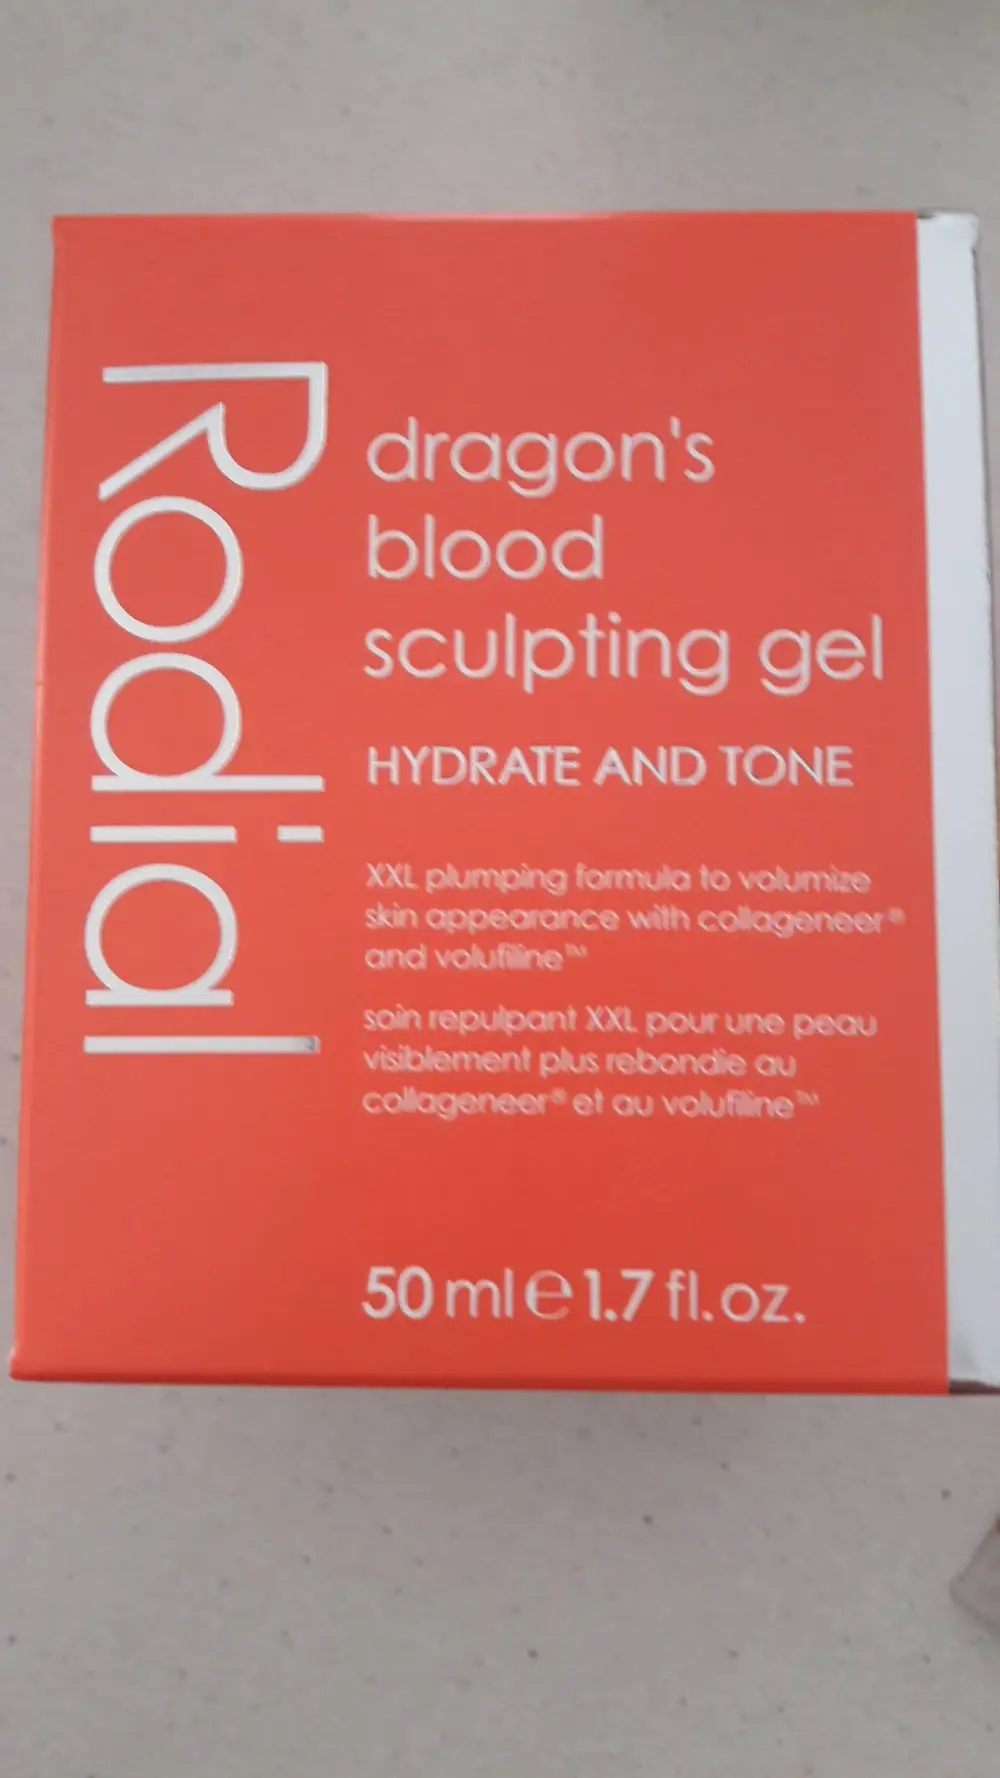 Rodial
dragon's
blood
sculpting gel
HYDRATE AND TONE
XXL plumping formula to volumize
skin appearance with collageneer®
and volufiline™
soin repulpant XXL pour une peau
visiblement plus rebondie au
collageneer® et au volufiline™
50 ml e 1.7 fl. oz.